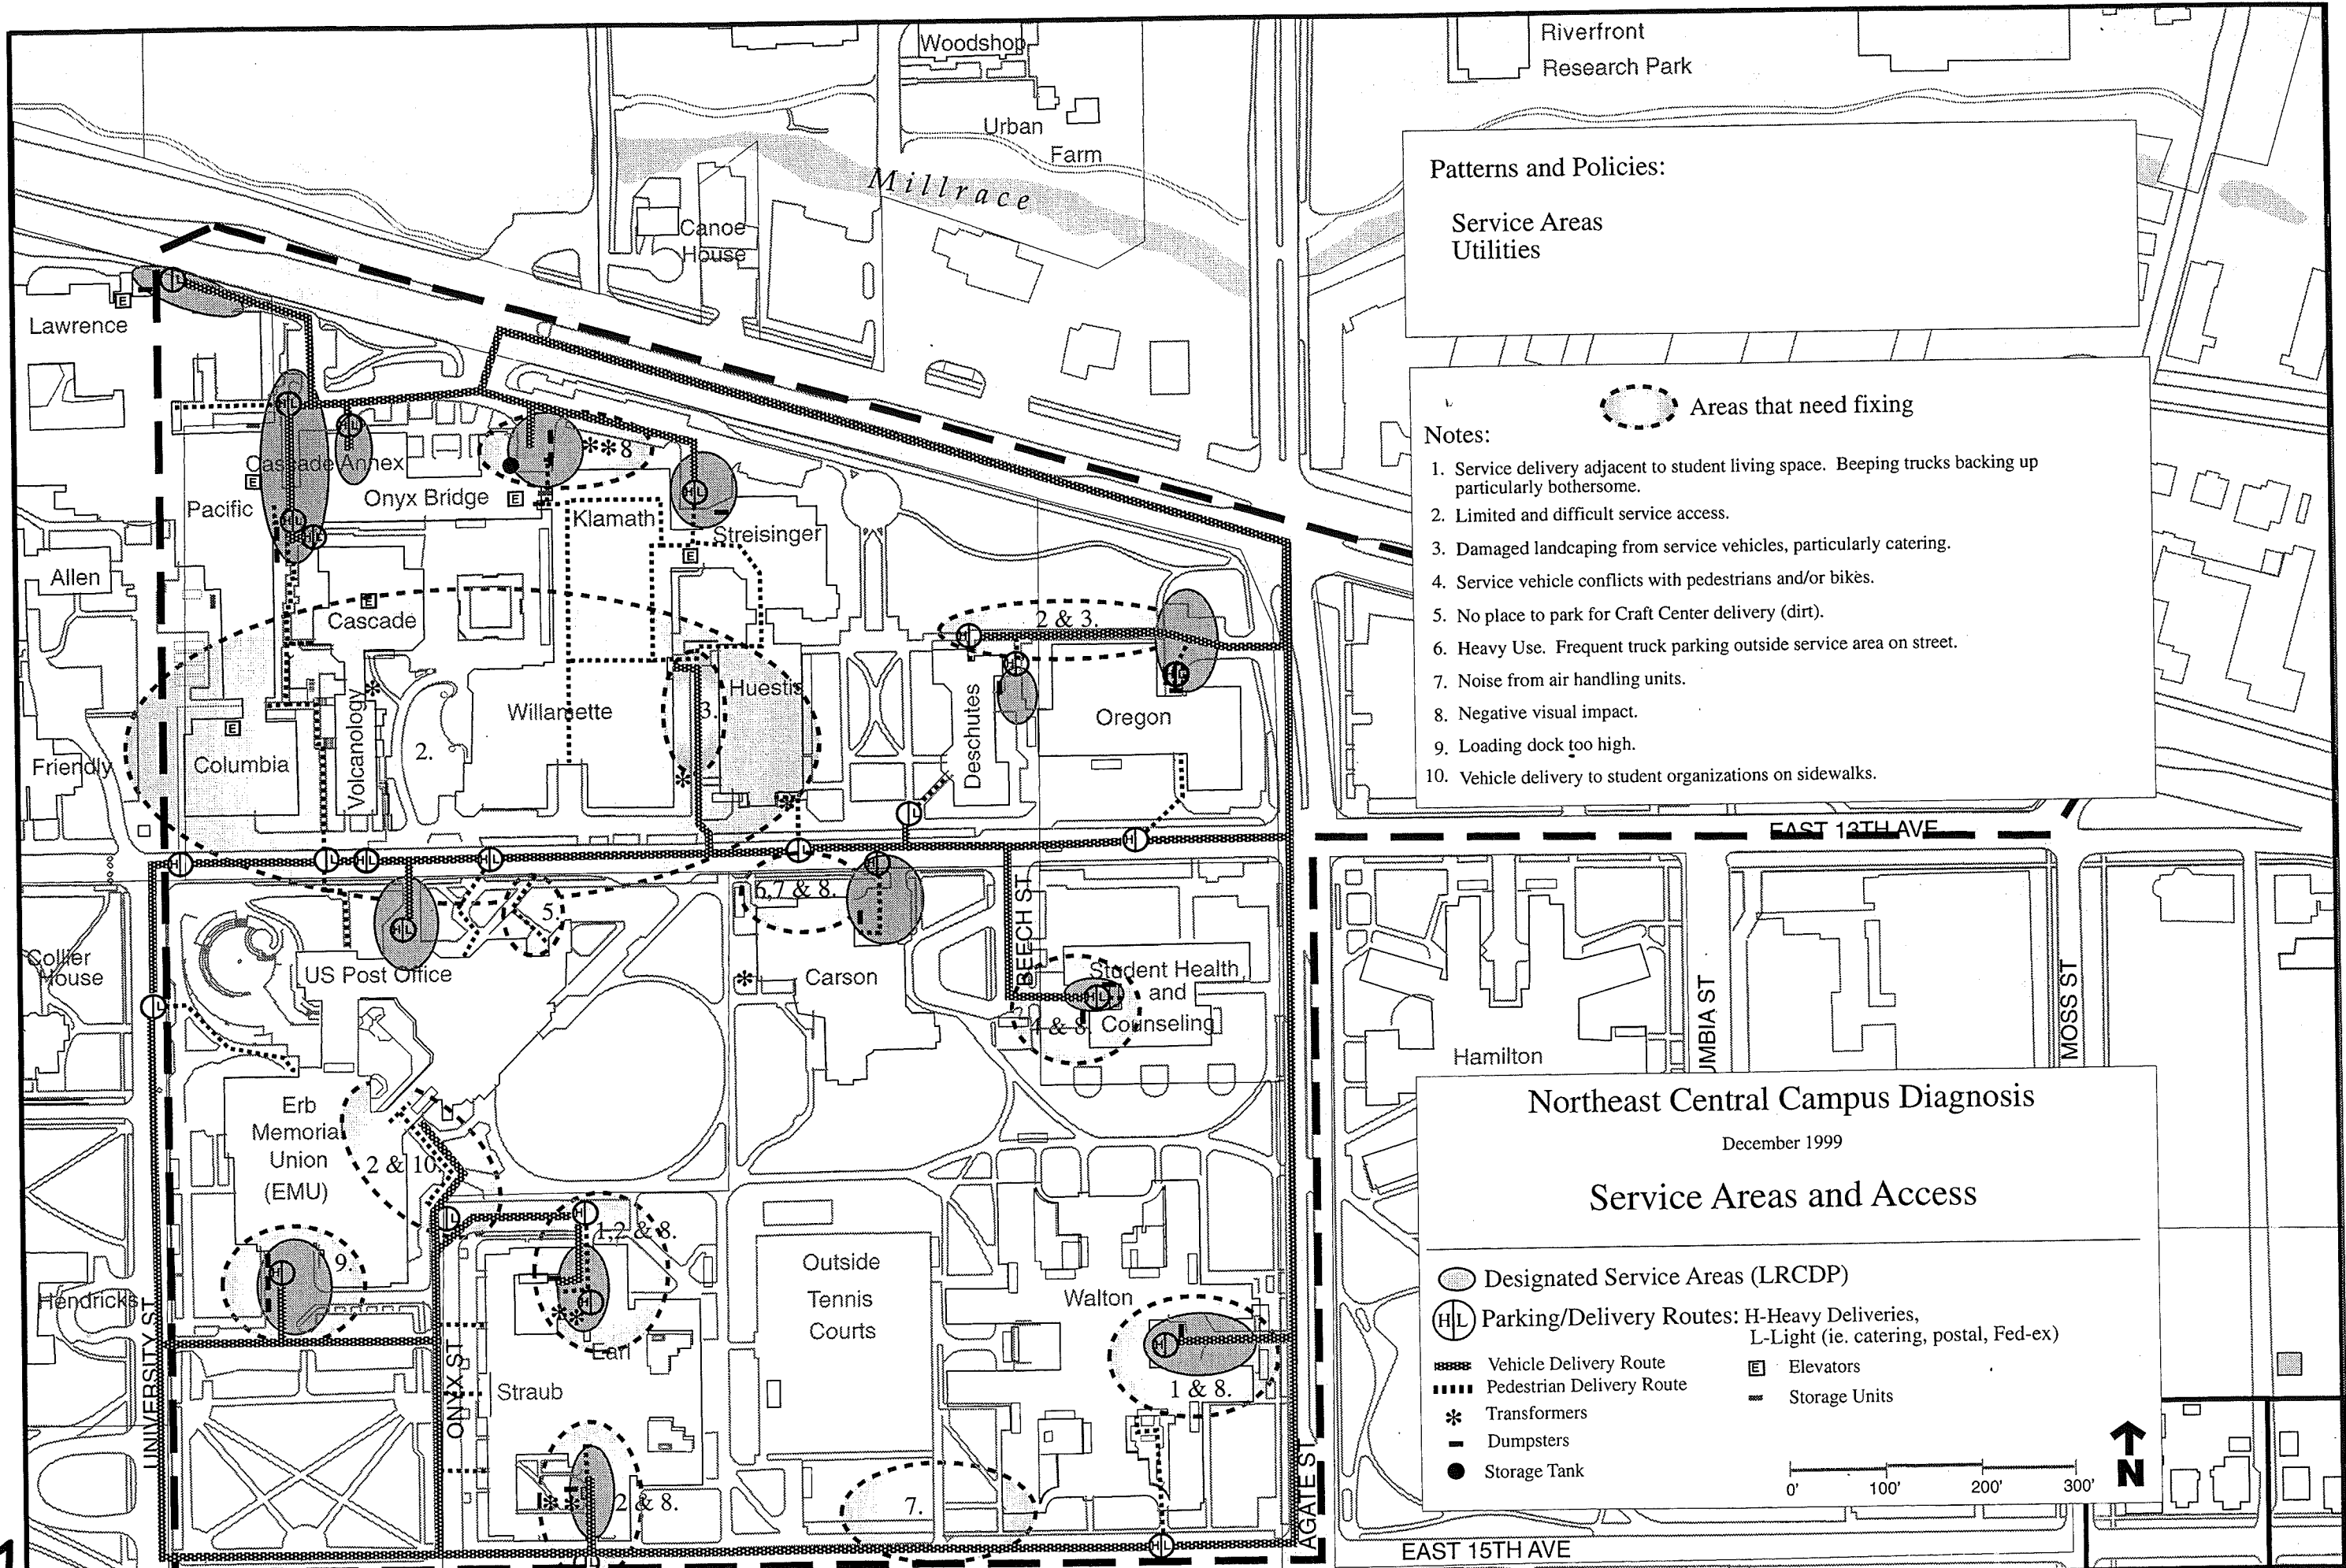 Woodshop
Riverfront
Research Park
Urban
Farm
Millrace
Canoe
House
Patterns and Policies:
Service Areas
Utilities
Areas that need fixing
Notes:
1. Service delivery adjacent to student living space. Beeping trucks backing up
particularly bothersome.
2. Limited and difficult service access.
3. Damaged landcaping from service vehicles, particularly catering.
4. Service vehicle conflicts with pedestrians and/or bikes.
5. No place to park for Craft Center delivery (dirt).
6. Heavy Use. Frequent truck parking outside service area on street.
7. Noise from air handling units.
8. Negative visual impact.
9. Loading dock too high.
10. Vehicle delivery to student organizations on sidewalks.
Lawrence
E
HL
Cascade Annex
8
Pacific
Onyx Bridge
Klamath
Streisinger
Allen
Cascade
2 & 3.
Huestis
3.
Willamette
Volcanology
2.
Deschutes
Oregon
Friendly
Columbia
EAST 13TH AVE
6,7 & 8.
5.
BEECH ST
Collier
House
US Post Office
Carson
Student Health
and
Counseling
4 & 8.
Hamilton
UMBIA ST
MOSS ST
Erb
Memorial
Union
(EMU)
2 & 10.
1,2 & 8.
9.
Hendricks
UNIVERSITY ST
ONYX ST
Earl
Straub
Outside
Tennis
Courts
Walton
1 & 8.
2 & 8.
7.
AGATE ST
EAST 15TH AVE
Northeast Central Campus Diagnosis
December 1999
Service Areas and Access
Designated Service Areas (LRCDP)
HL Parking/Delivery Routes: H-Heavy Deliveries,
L-Light (ie. catering, postal, Fed-ex)
Vehicle Delivery Route
E Elevators
Pedestrian Delivery Route
Storage Units
Transformers
Dumpsters
Storage Tank
N
0' 100' 200' 300'
1